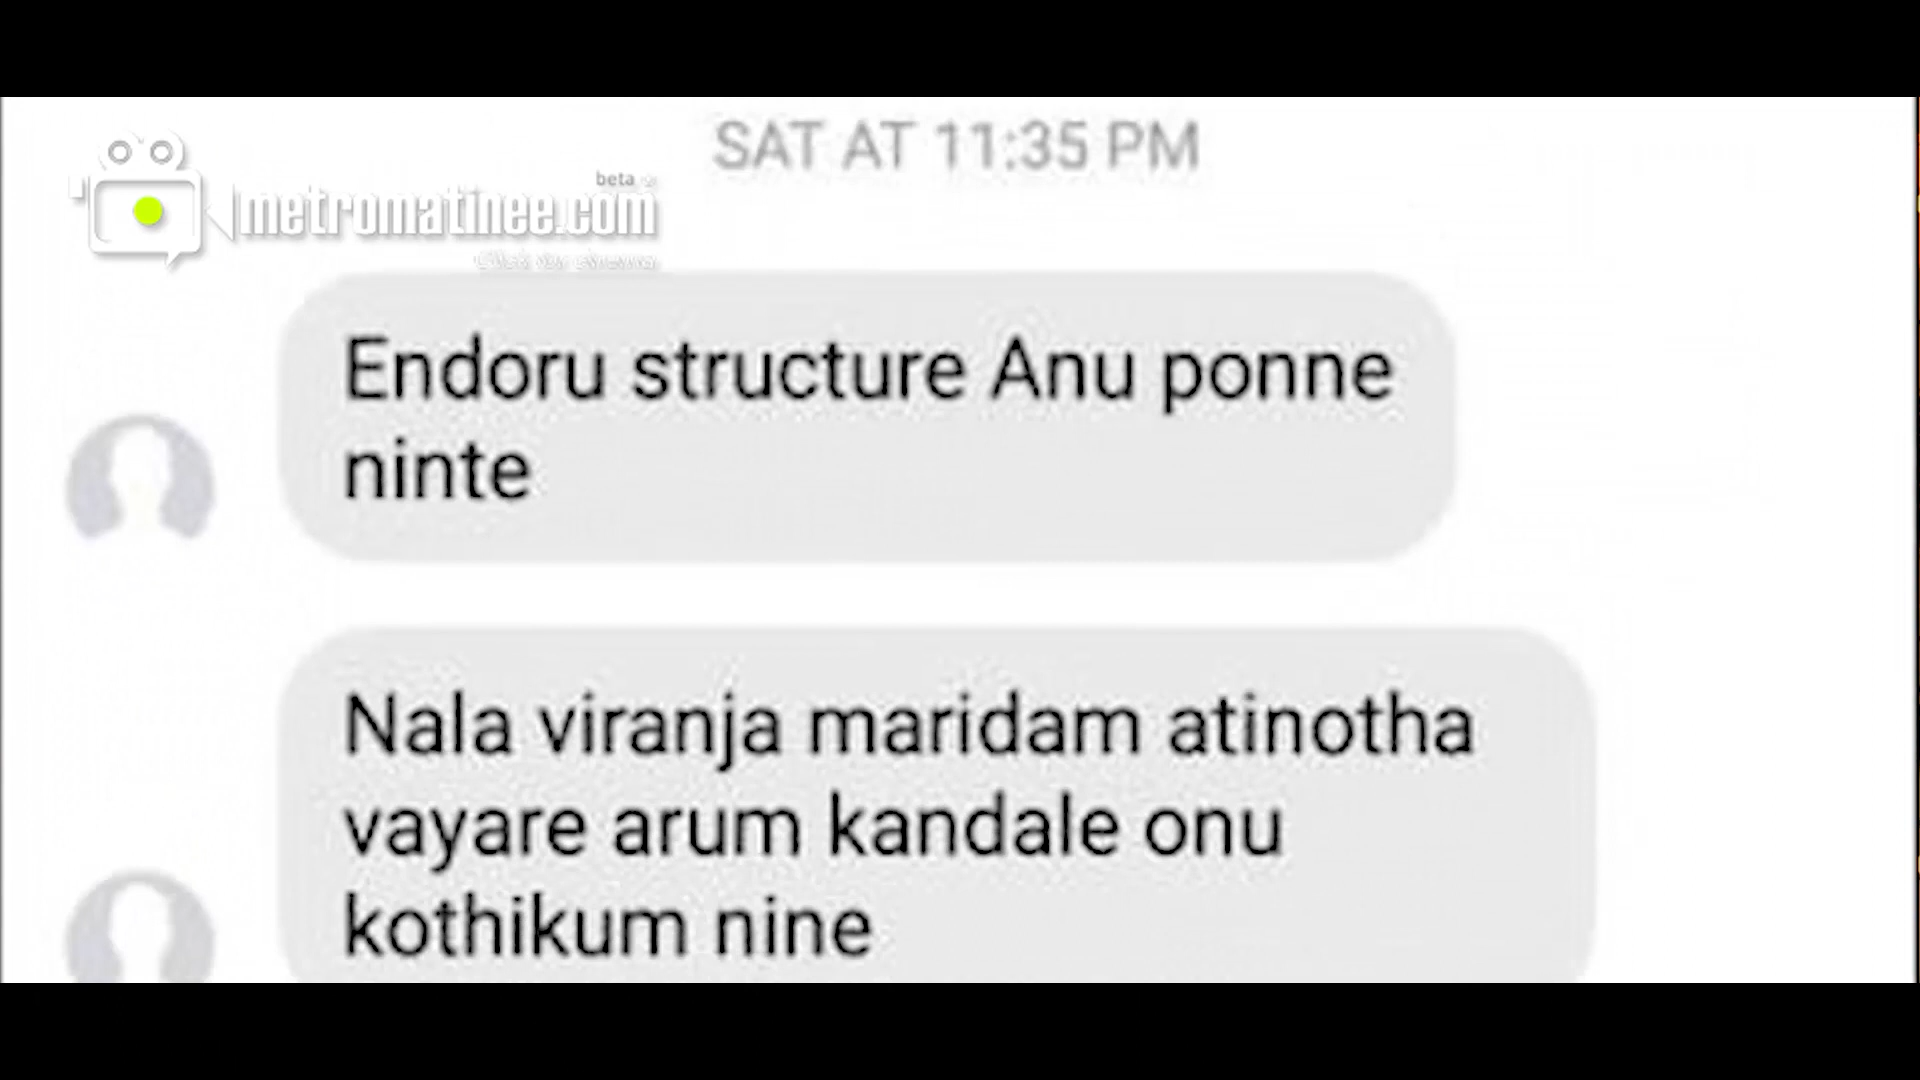 SAT AT 11:35 PM
beta
metromatinee.com
Endoru structure Anu ponne
ninte
Nala viranja maridam atinotha
vayare arum kandale onu
kothikum nine